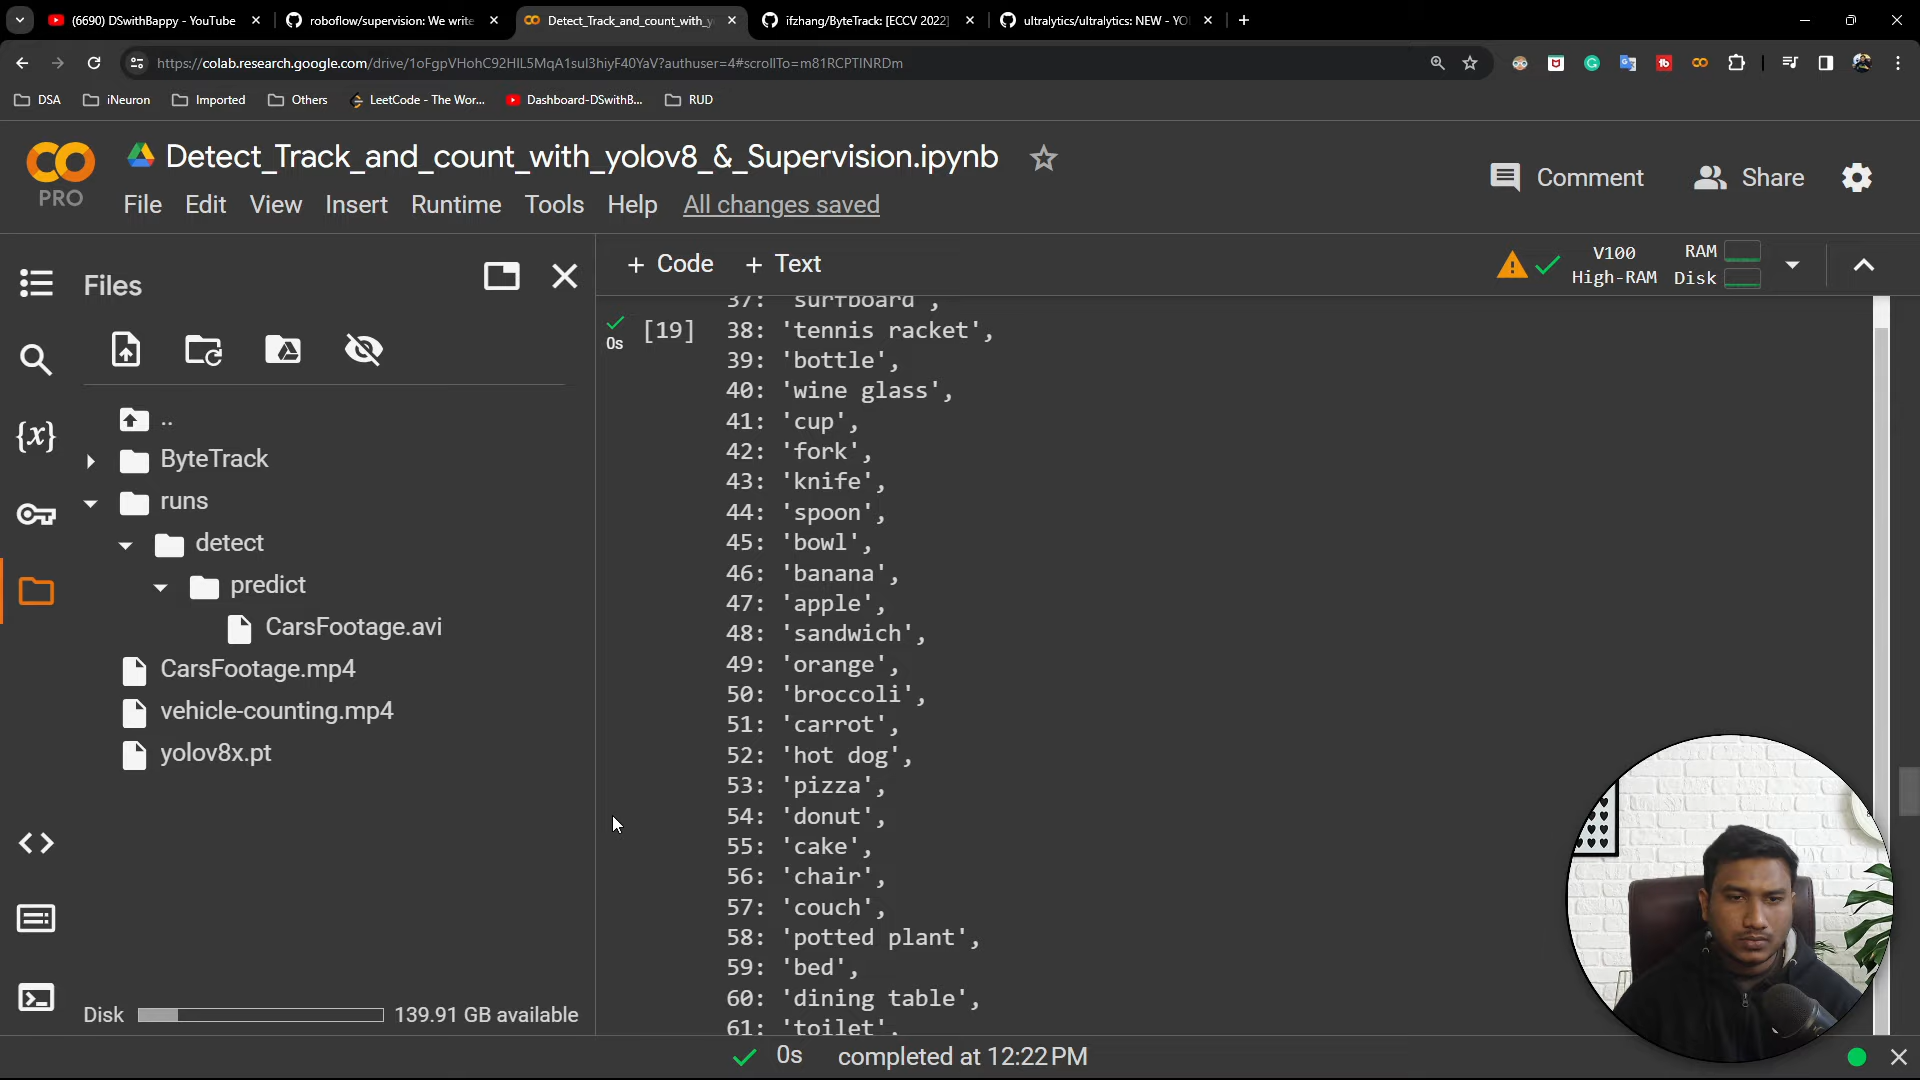 (6690) DSwithBappy - YouTube
roboflow/supervision: We write
Detect_Track_and_count_with_y
ifzhang/ByteTrack: [ECCV 2022]
ultralytics/ultralytics: NEW - YO
https://colab.research.google.com/drive/1oFgpVHohC92HIL5MqA1sul3hiyF40YaV?authuser=4#scrollTo=m81RCPTINRDm
DSA
iNeuron
Imported
Others
LeetCode - The Wor...
Dashboard-DSwithB...
RUD
PRO
Detect_Track_and_count_with_yolov8_&_Supervision.ipynb
Comment
Share
File Edit View Insert Runtime Tools Help All changes saved
Files
+ Code + Text
V100
High-RAM
RAM
Disk
{x}
..
ByteTrack
runs
detect
predict
CarsFootage.avi
CarsFootage.mp4
vehicle-counting.mp4
yolov8x.pt
Disk 139.91 GB available
0s
[19]
37: 'surfboard',
38: 'tennis racket',
39: 'bottle',
40: 'wine glass',
41: 'cup',
42: 'fork',
43: 'knife',
44: 'spoon',
45: 'bowl',
46: 'banana',
47: 'apple',
48: 'sandwich',
49: 'orange',
50: 'broccoli',
51: 'carrot',
52: 'hot dog',
53: 'pizza',
54: 'donut',
55: 'cake',
56: 'chair',
57: 'couch',
58: 'potted plant',
59: 'bed',
60: 'dining table',
61: 'toilet',
0s completed at 12:22 PM